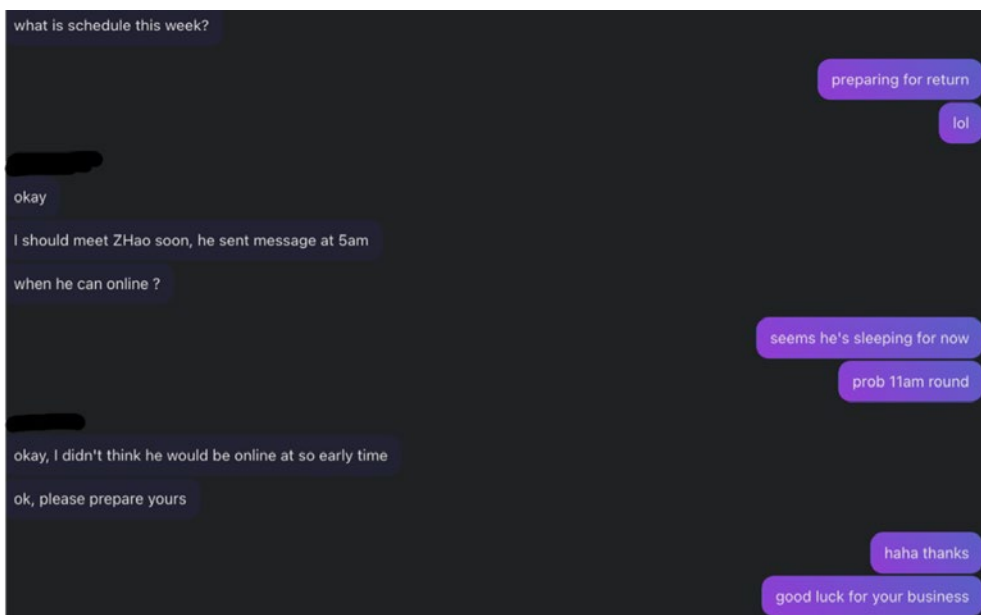 what is schedule this week?
preparing for return
lol
okay
I should meet ZHao soon, he sent message at 5am
when he can online ?
seems he's sleeping for now
prob 11am round
okay, I didn't think he would be online at so early time
ok, please prepare yours
haha thanks
good luck for your business